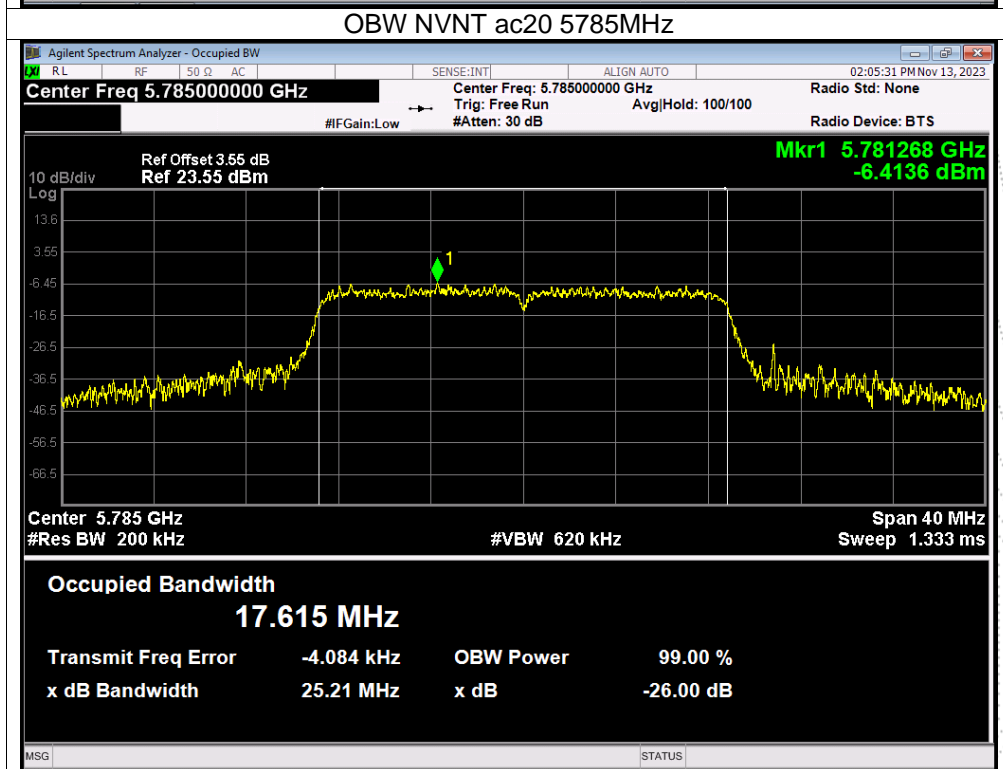 OBW NVNT ac20 5785MHz
Agilent Spectrum Analyzer - Occupied BW
LXI RL RF 50 Ω AC SENSE:INT ALIGN AUTO 02:05:31 PM Nov 13, 2023
Center Freq 5.785000000 GHz Center Freq: 5.785000000 GHz Radio Std: None
Trig: Free Run Avg|Hold: 100/100
#IFGain:Low #Atten: 30 dB Radio Device: BTS
Mkr1 5.781268 GHz
-6.4136 dBm
Ref Offset 3.55 dB
10 dB/div Ref 23.55 dBm
Log
13.6
3.55
1
-6.45
-16.5
-26.5
-36.5
-46.5
-56.5
-66.5
Center 5.785 GHz Span 40 MHz
#Res BW 200 kHz #VBW 620 kHz Sweep 1.333 ms
Occupied Bandwidth
17.615 MHz
Transmit Freq Error -4.084 kHz OBW Power 99.00 %
x dB Bandwidth 25.21 MHz x dB -26.00 dB
MSG STATUS